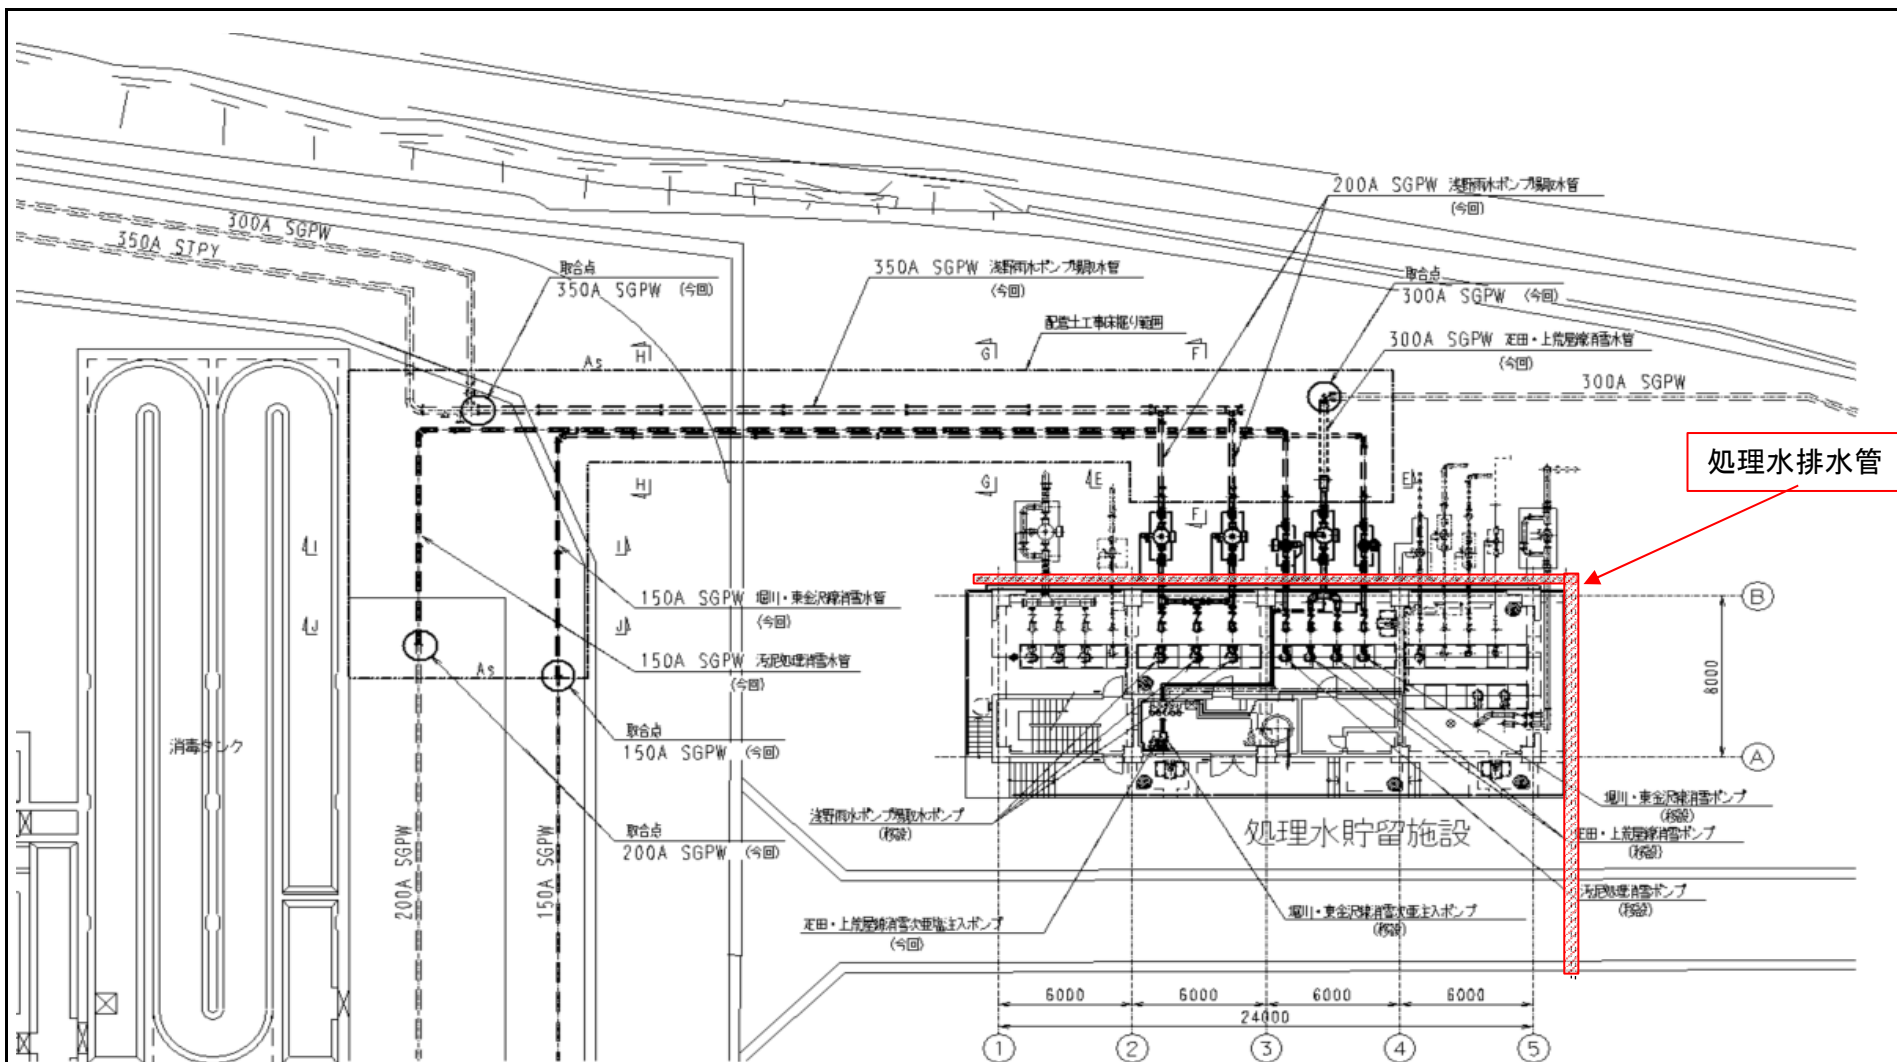 200A SGPW 浅野雨水ポンプ場取水管
(今回)
300A SGPW
350A STPY
取合点
350A SGPW (今回)
350A SGPW 浅野雨水ポンプ場取水管
(今回)
取合点
300A SGPW (今回)
配管土工事床掘り範囲
300A SGPW 疋田・上荒屋線消雪水管
(今回)
As
H
G
F
300A SGPW
処理水排水管
H
G
E
E
F
I
I
150A SGPW 堀川・東金沢線消雪水管
(今回)
B
J
J
150A SGPW 汚泥処理消雪水管
(今回)
As
8000
取合点
150A SGPW (今回)
消毒タンク
A
浅野雨水ポンプ場取水ポンプ
(移設)
堀川・東金沢線消雪ポンプ
(移設)
処理水貯留施設
疋田・上荒屋線消雪ポンプ
(移設)
取合点
200A SGPW (今回)
200A SGPW
150A SGPW
汚泥処理消雪ポンプ
(移設)
疋田・上荒屋線消雪次亜塩注入ポンプ
(今回)
堀川・東金沢線消雪次亜注入ポンプ
(移設)
6000
6000
6000
6000
24000
1
2
3
4
5